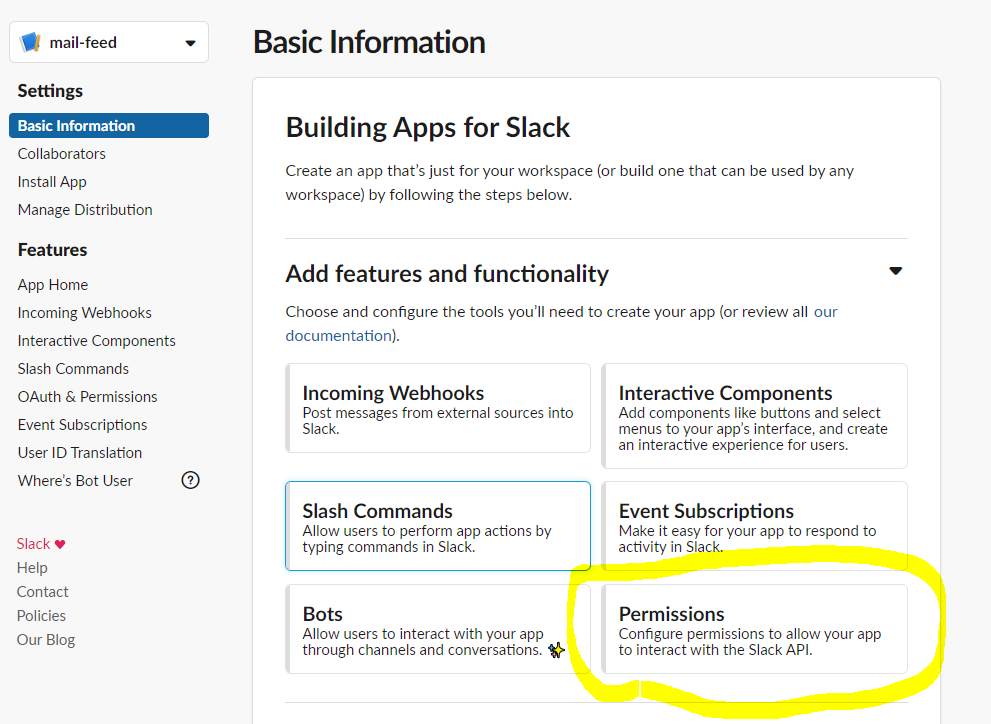 mail-feed
Settings
Basic Information
Collaborators
Install App
Manage Distribution
Features
App Home
Incoming Webhooks
Interactive Components
Slash Commands
OAuth & Permissions
Event Subscriptions
User ID Translation
Where's Bot User
?
Slack ♥
Help
Contact
Policies
Our Blog
Basic Information
Building Apps for Slack
Create an app that's just for your workspace (or build one that can be used by any
workspace) by following the steps below.
Add features and functionality
Choose and configure the tools you'll need to create your app (or review all our
documentation).
Incoming Webhooks
Post messages from external sources into
Slack.
Interactive Components
Add components like buttons and select
menus to your app's interface, and create
an interactive experience for users.
Slash Commands
Allow users to perform app actions by
typing commands in Slack.
Event Subscriptions
Make it easy for your app to respond to
activity in Slack.
Bots
Allow users to interact with your app
through channels and conversations.
Permissions
Configure permissions to allow your app
to interact with the Slack API.